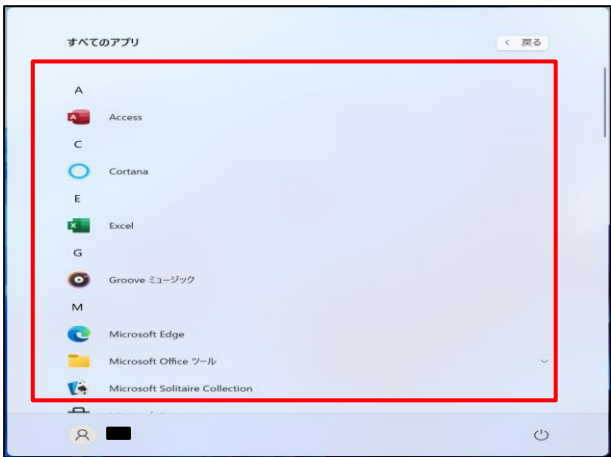 すべてのアプリ
戻る
A
Access
C
Cortana
E
Excel
G
Groove ミュージック
M
Microsoft Edge
Microsoft Office ツール
Microsoft Solitaire Collection